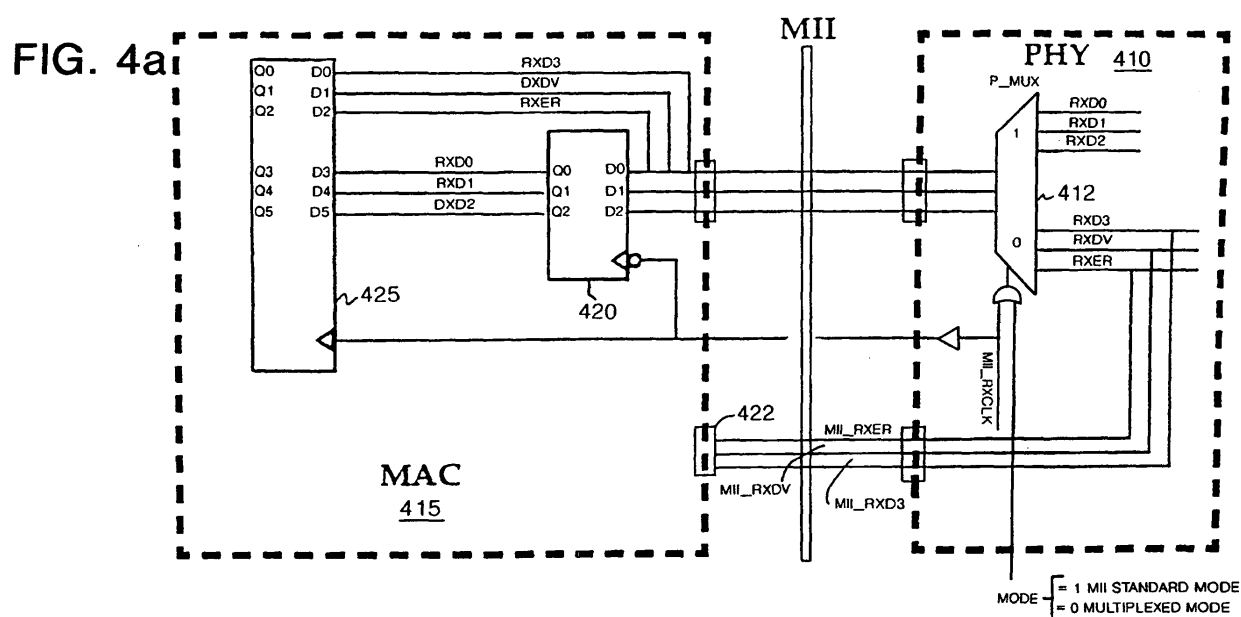 FIG. 4a
MII
PHY 410
P_MUX
Q0 D0 RXD3
Q1 D1 DXDV
Q2 D2 RXER
RXD0
RXD1
RXD2
1
Q3 D3 RXD0 Q0 D0
Q4 D4 RXD1 Q1 D1
Q5 D5 DXD2 Q2 D2
412
RXD3
RXDV
RXER
0
425
420
MII_RXCLK
422
MII_RXER
MII_RXDV
MII_RXD3
MAC
415
MODE
= 1 MII STANDARD MODE
= 0 MULTIPLEXED MODE